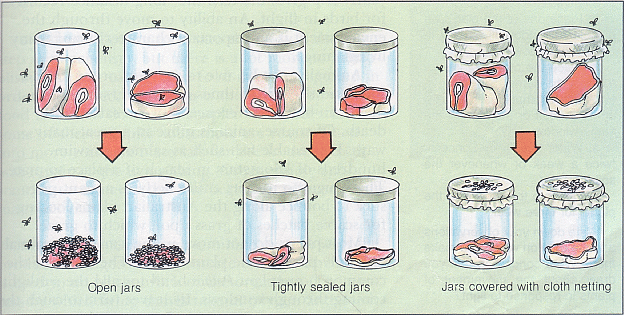 Open jars
Tightly sealed jars
Jars covered with cloth netting